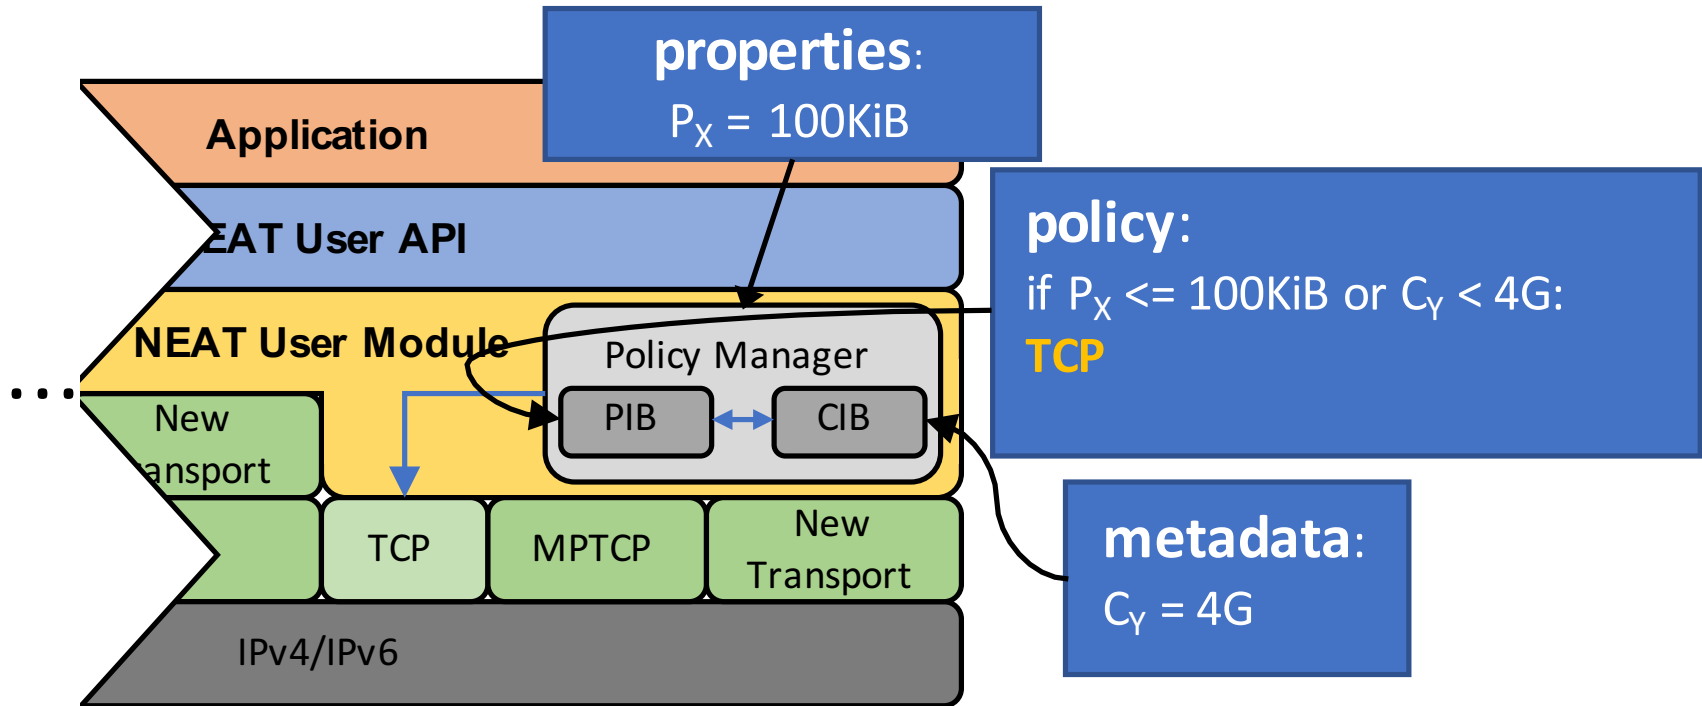 properties:
PX = 100KiB
Application
policy:
EAT User API
if PX <= 100KiB or CY < 4G:
TCP
NEAT User Module
Policy Manager
...
PIB
CIB
New
ransport
TCP
MPTCP
New
Transport
metadata:
CY = 4G
IPv4/IPv6